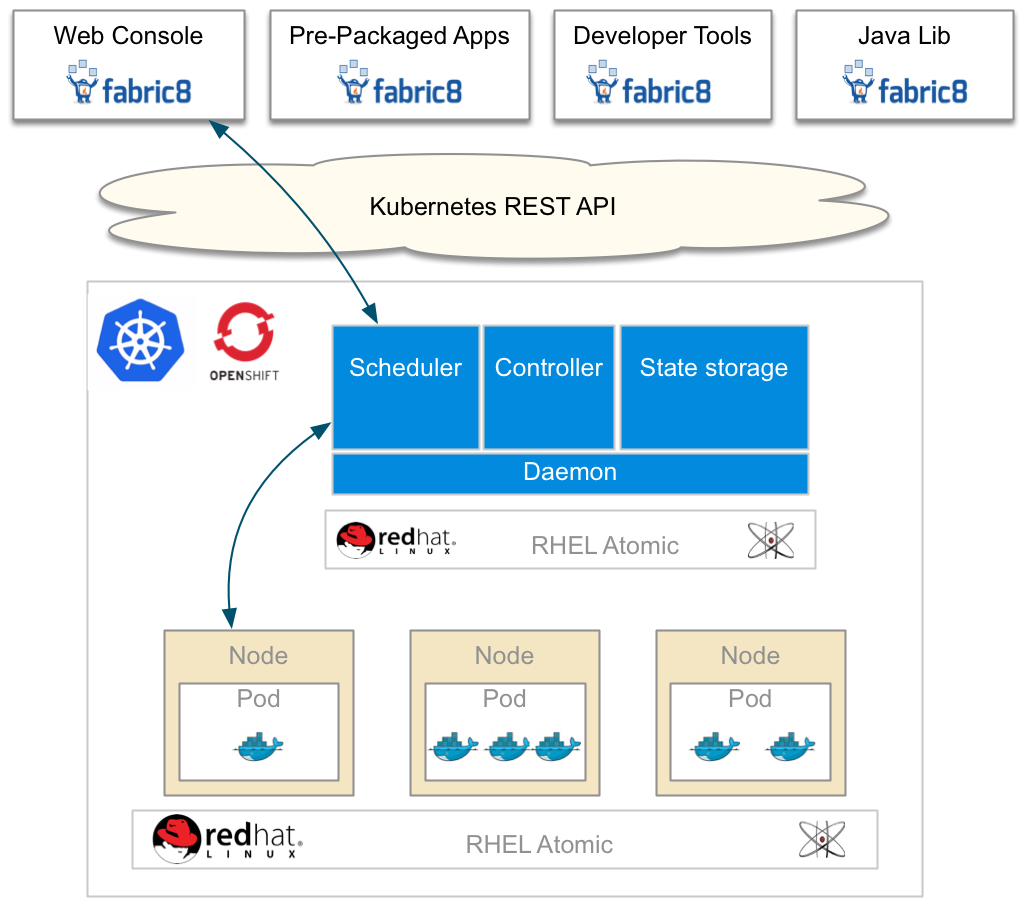 Web Console
fabric8
Pre-Packaged Apps
fabric8
Developer Tools
fabric8
Java Lib
fabric8
Kubernetes REST API
OPENSHIFT
Scheduler
Controller
State storage
Daemon
redhat.
LINUX
RHEL Atomic
Node
Pod
Node
Pod
Node
Pod
redhat.
LINUX
RHEL Atomic